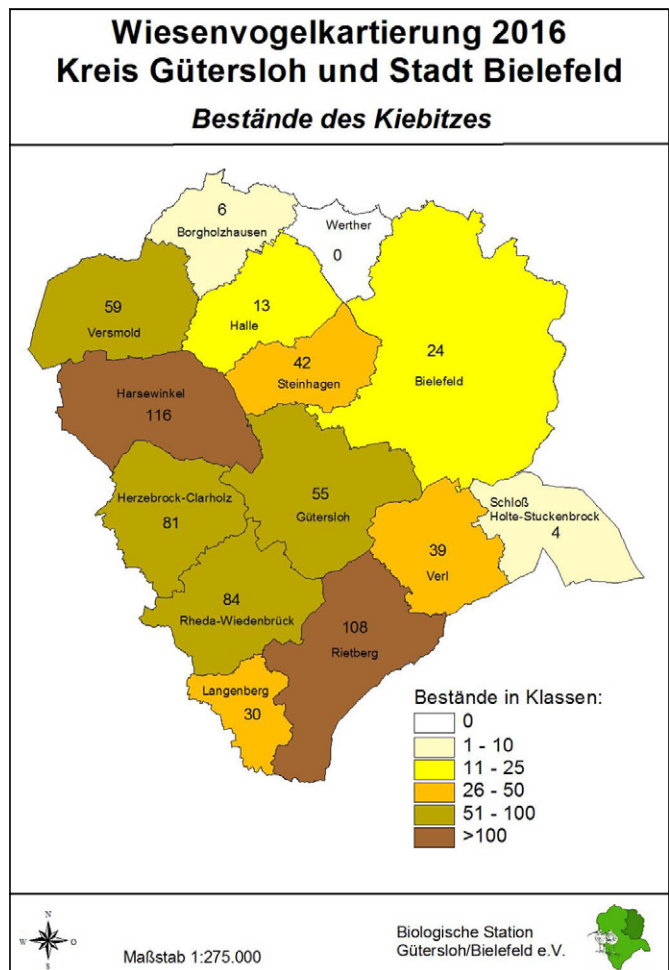 Wiesenvogelkartierung 2016
Kreis Gütersloh und Stadt Bielefeld
Bestände des Kiebitzes
6
Borgholzhausen
Werther
0
59
Versmold
13
Halle
42
Steinhagen
24
Bielefeld
Harsewinkel
116
Herzebrock-Clarholz
81
55
Gütersloh
Schloß
Holte-Stuckenbrock
4
39
Verl
84
Rheda-Wiedenbrück
108
Rietberg
Langenberg
30
Bestände in Klassen:
0
1 - 10
11 - 25
26 - 50
51 - 100
>100
N
W
O
S
Maßstab 1:275.000
Biologische Station
Gütersloh/Bielefeld e.V.